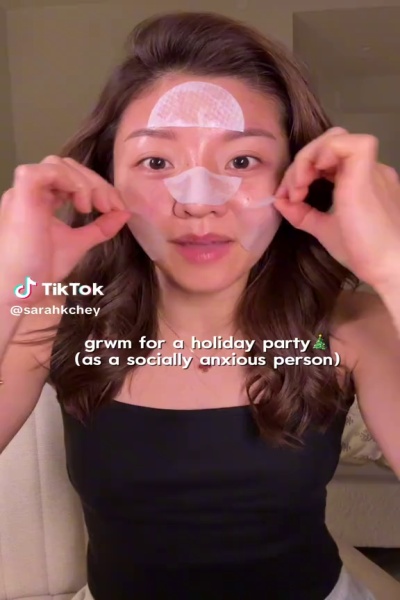 TikTok
@sarahkchey
grwm for a holiday party🎄
(as a socially anxious person)